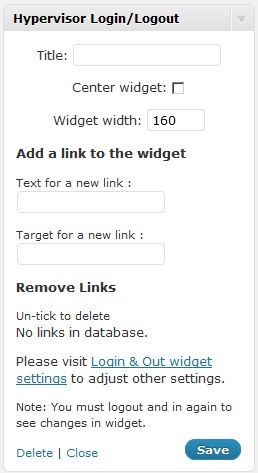 Hypervisor Login/Logout
Title:
Center widget:
Widget width: 160
Add a link to the widget
Text for a new link :
Target for a new link :
Remove Links
Un-tick to delete
No links in database.
Please visit Login & Out widget
settings to adjust other settings.
Note: You must logout and in again to
see changes in widget.
Delete | Close Save